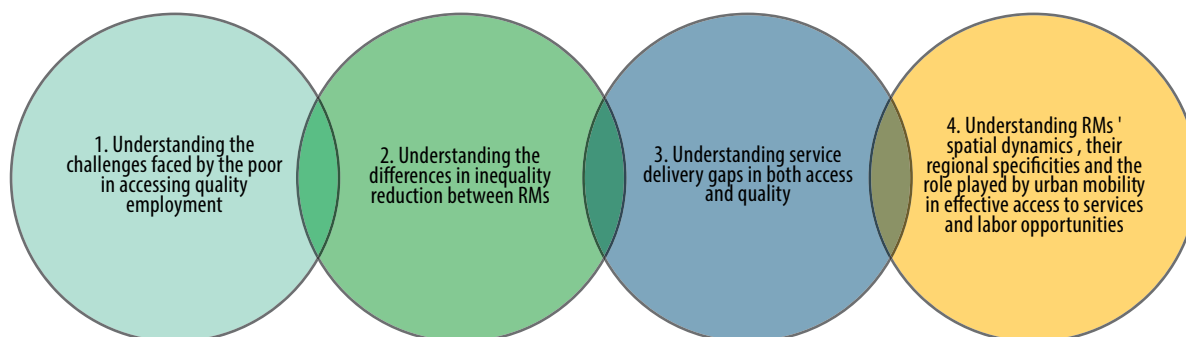 1. Understanding the
challenges faced by the poor
in accessing quality
employment
2. Understanding the
differences in inequality
reduction between RMs
3. Understanding service
delivery gaps in both access
and quality
4. Understanding RMs '
spatial dynamics , their
regional specificities and the
role played by urban mobility
in effective access to services
and labor opportunities